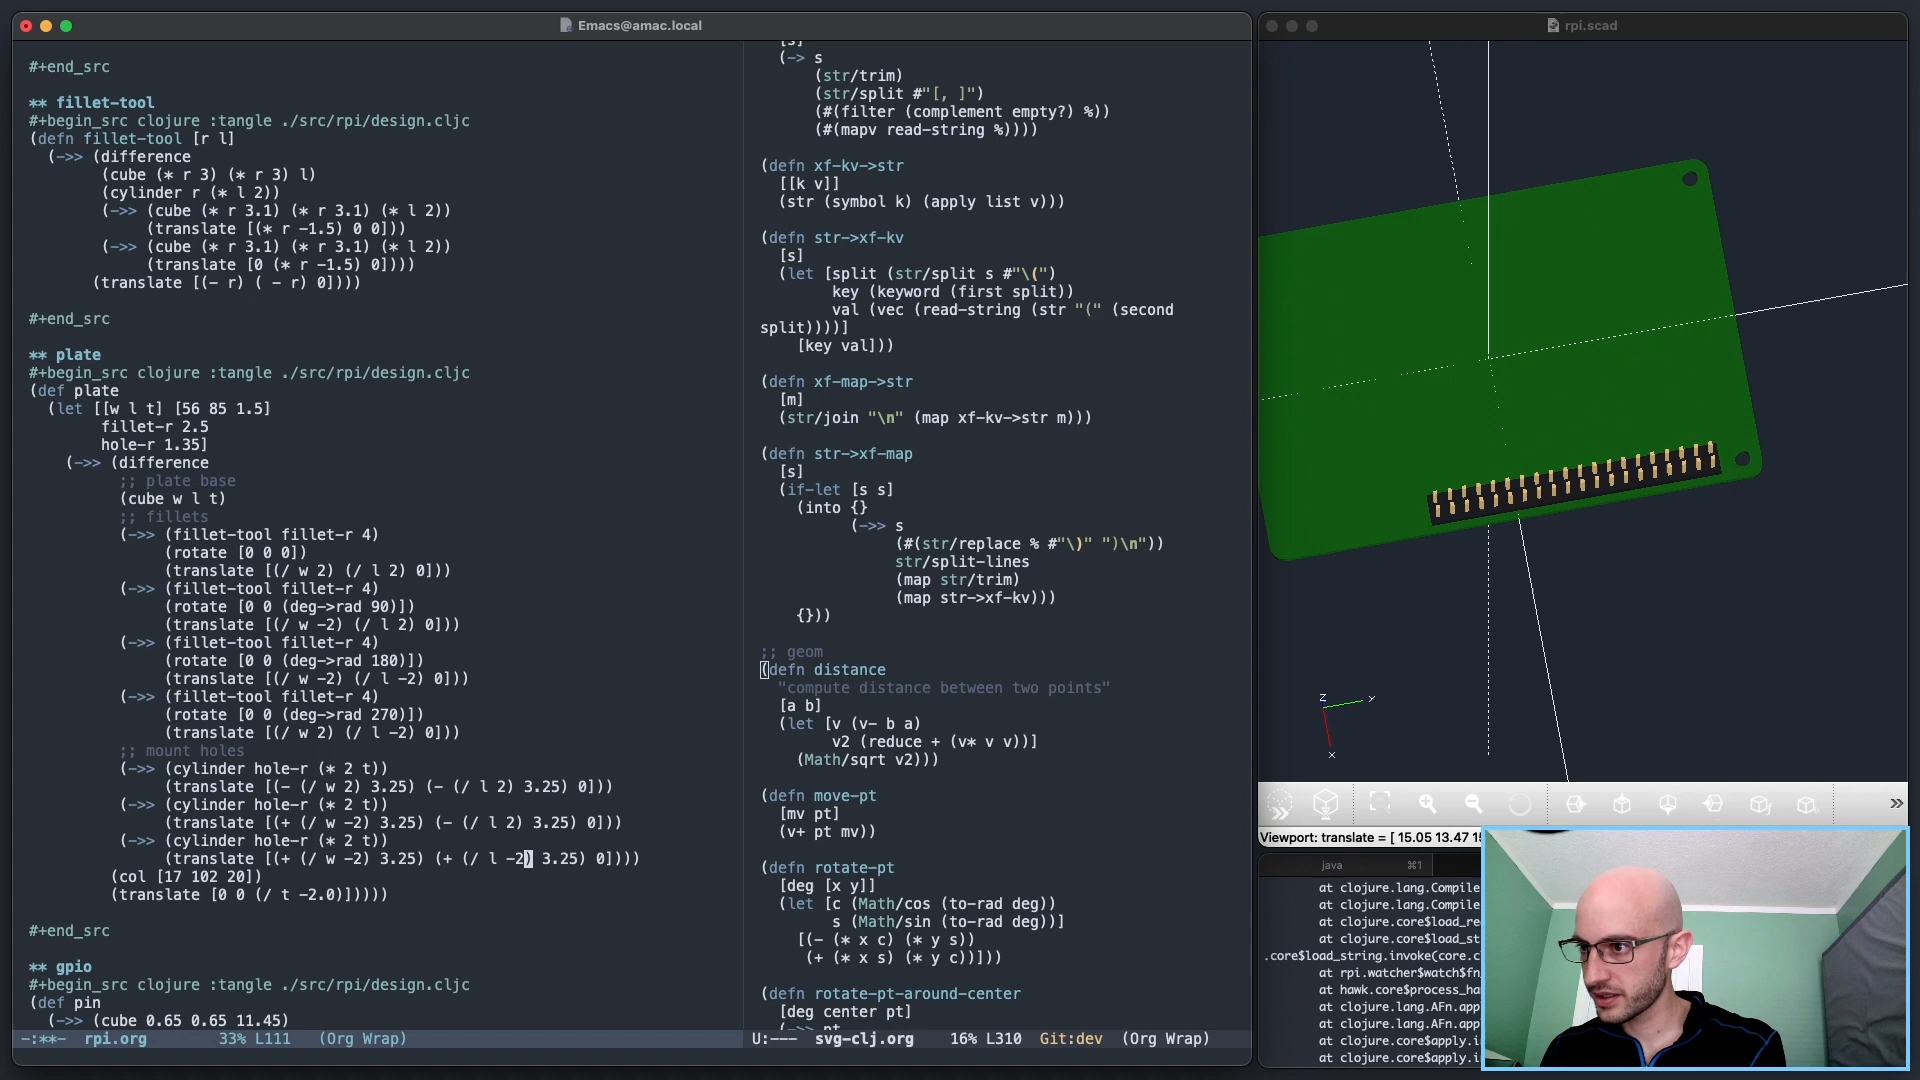 Emacs@amac.local
#+end_src
** fillet-tool
#+begin_src clojure :tangle ./src/rpi/design.cljc
(defn fillet-tool [r l]
  (->> (difference
        (cube (* r 3) (* r 3) l)
        (cylinder r (* l 2))
        (->> (cube (* r 3.1) (* r 3.1) (* l 2))
             (translate [(* r -1.5) 0 0]))
        (->> (cube (* r 3.1) (* r 3.1) (* l 2))
             (translate [0 (* r -1.5) 0])))
       (translate [(- r) ( - r) 0])))
#+end_src
** plate
#+begin_src clojure :tangle ./src/rpi/design.cljc
(def plate
  (let [[w l t] [56 85 1.5]
        fillet-r 2.5
        hole-r 1.35]
    (->> (difference
          ;; plate base
          (cube w l t)
          ;; fillets
          (->> (fillet-tool fillet-r 4)
               (rotate [0 0 0])
               (translate [(/ w 2) (/ l 2) 0]))
          (->> (fillet-tool fillet-r 4)
               (rotate [0 0 (deg->rad 90)])
               (translate [(/ w -2) (/ l 2) 0]))
          (->> (fillet-tool fillet-r 4)
               (rotate [0 0 (deg->rad 180)])
               (translate [(/ w -2) (/ l -2) 0]))
          (->> (fillet-tool fillet-r 4)
               (rotate [0 0 (deg->rad 270)])
               (translate [(/ w 2) (/ l -2) 0]))
          ;; mount holes
          (->> (cylinder hole-r (* 2 t))
               (translate [(- (/ w 2) 3.25) (- (/ l 2) 3.25) 0]))
          (->> (cylinder hole-r (* 2 t))
               (translate [(+ (/ w -2) 3.25) (- (/ l 2) 3.25) 0]))
          (->> (cylinder hole-r (* 2 t))
               (translate [(+ (/ w -2) 3.25) (+ (/ l -2) 3.25) 0])))
         (col [17 102 20])
         (translate [0 0 (/ t -2.0)]))))
#+end_src
** gpio
#+begin_src clojure :tangle ./src/rpi/design.cljc
(def pin
  (->> (cube 0.65 0.65 11.45)
-:**-  rpi.org        33% L111   (Org Wrap)
[s]
(-> s
    (str/trim)
    (str/split #"[, ]")
    (#(filter (complement empty?) %))
    (#(mapv read-string %))))
(defn xf-kv->str
  [[k v]]
  (str (symbol k) (apply list v)))
(defn str->xf-kv
  [s]
  (let [split (str/split s #"\(")
        key (keyword (first split))
        val (vec (read-string (str "(" (second
split))))]
    [key val]))
(defn xf-map->str
  [m]
  (str/join "\n" (map xf-kv->str m)))
(defn str->xf-map
  [s]
  (if-let [s s]
    (into {}
          (->> s
               (#(str/replace % #"\)" ")\n"))
               str/split-lines
               (map str/trim)
               (map str->xf-kv)))
    {}))
;; geom
(defn distance
  "compute distance between two points"
  [a b]
  (let [v (v- b a)
        v2 (reduce + (v* v v))]
    (Math/sqrt v2)))
(defn move-pt
  [mv pt]
  (v+ pt mv))
(defn rotate-pt
  [deg [x y]]
  (let [c (Math/cos (to-rad deg))
        s (Math/sin (to-rad deg))]
    [(- (* x c) (* y s))
     (+ (* x s) (* y c))]))
(defn rotate-pt-around-center
  [deg center pt]
  (->> pt
U:---  svg-clj.org    16% L310  Git:dev  (Org Wrap)
rpi.scad
Z
Y
X
Viewport: translate = [ 15.05 13.47 15
java ⌘1
at clojure.lang.Compile
at clojure.lang.Compile
at clojure.core$load_re
at clojure.core$load_st
.core$load_string.invoke(core.c
at rpi.watcher$watch$fn_
at hawk.core$process_ha
at clojure.lang.AFn.app
at clojure.lang.AFn.app
at clojure.core$apply.i
at clojure.core$apply.i